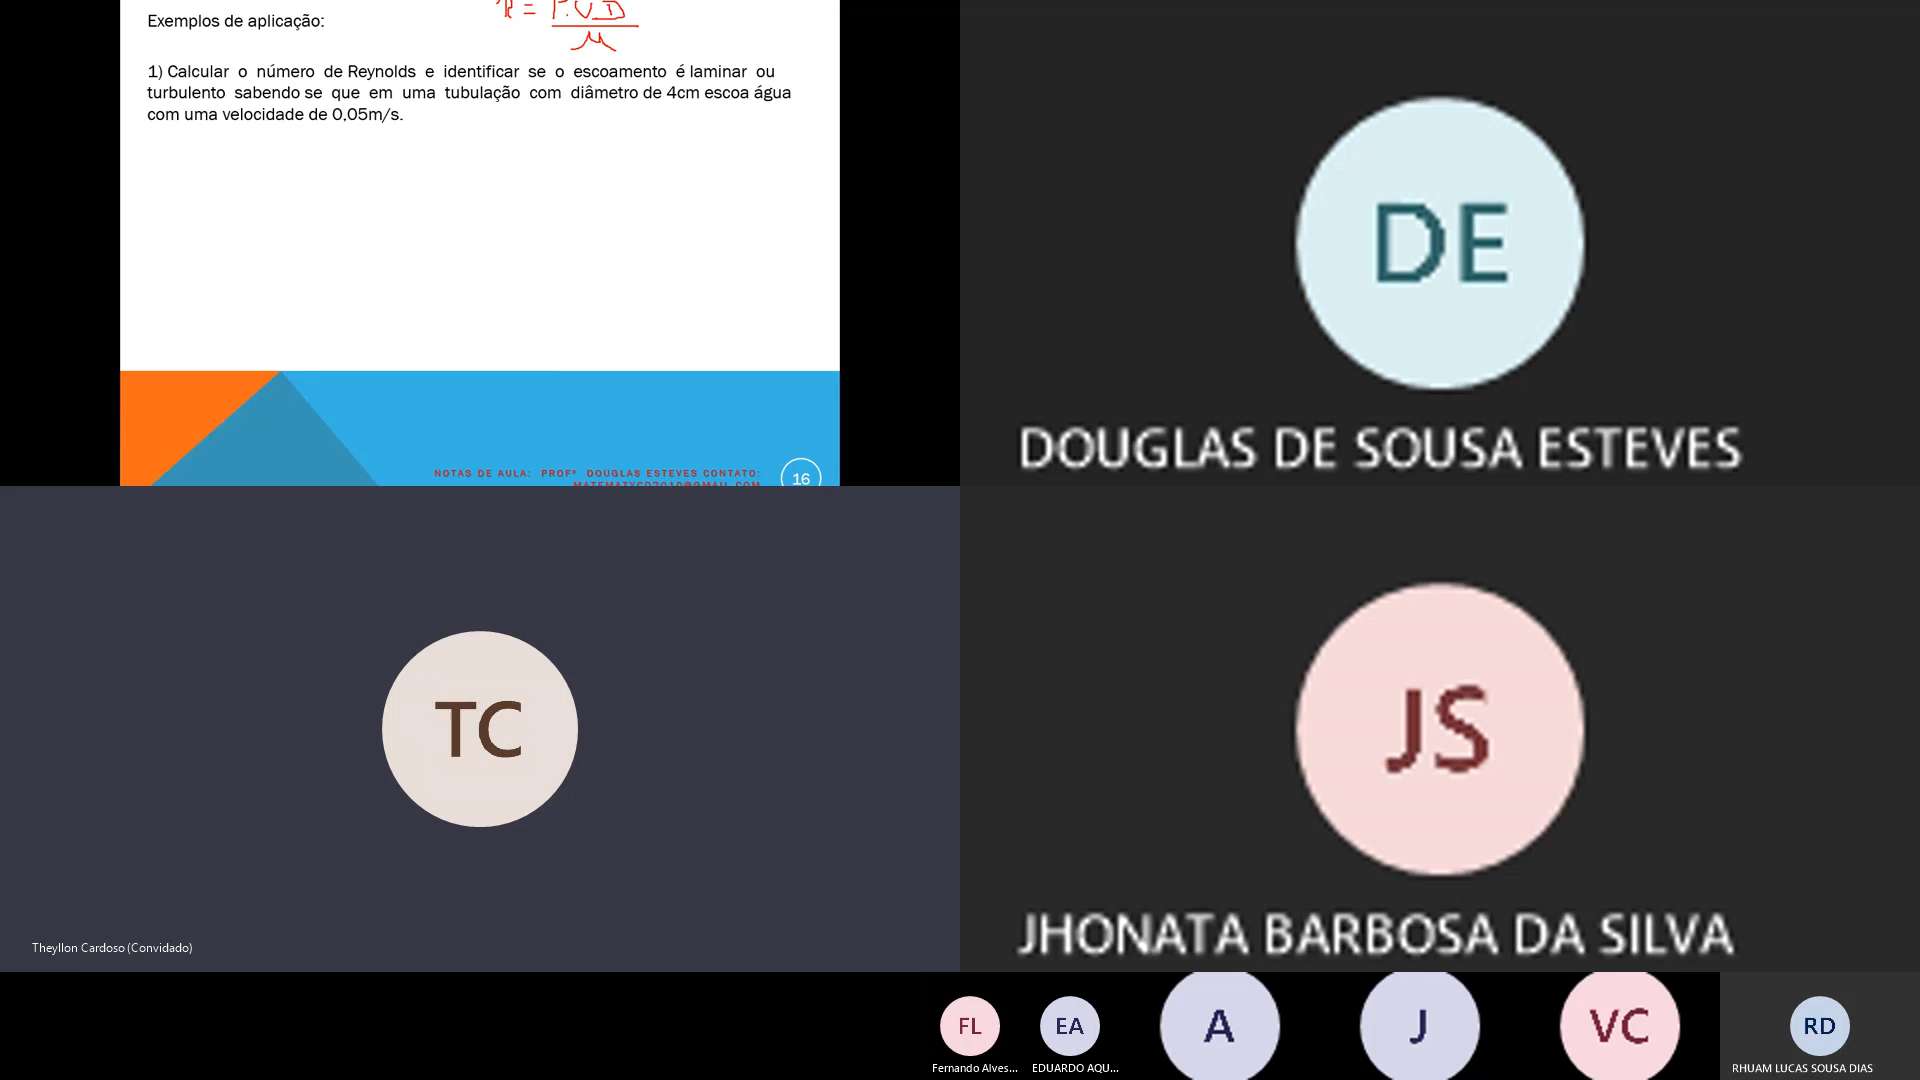 R = ρ.V.D
μ
Exemplos de aplicação:
1) Calcular o número de Reynolds e identificar se o escoamento é laminar ou
turbulento sabendo se que em uma tubulação com diâmetro de 4cm escoa água
com uma velocidade de 0,05m/s.
NOTAS DE AULA: PROFº DOUGLAS ESTEVES CONTATO:
16
DE
DOUGLAS DE SOUSA ESTEVES
TC
Theyllon Cardoso (Convidado)
JS
JHONATA BARBOSA DA SILVA
FL
Fernando Alves...
EA
EDUARDO AQU...
A
J
VC
RD
RHUAM LUCAS SOUSA DIAS